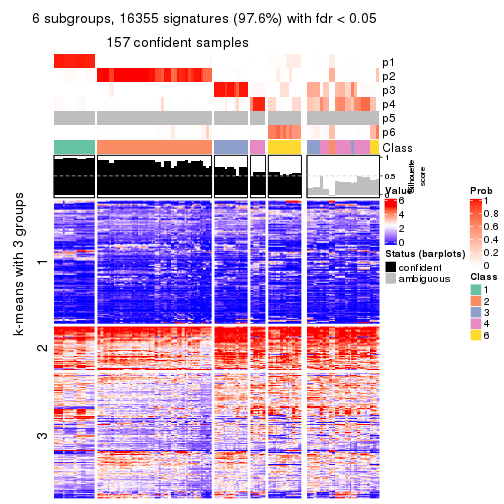 6 subgroups, 16355 signatures (97.6%) with fdr < 0.05
157 confident samples
p1
p2
p3
p4
p5
p6
Class
1
0.5
0
Silhouette
score
k-means with 3 groups
1
2
3
Value
6
4
2
0
Status (barplots)
confident
ambiguous
Prob
1
0.8
0.6
0.4
0.2
0
Class
1
2
3
4
6